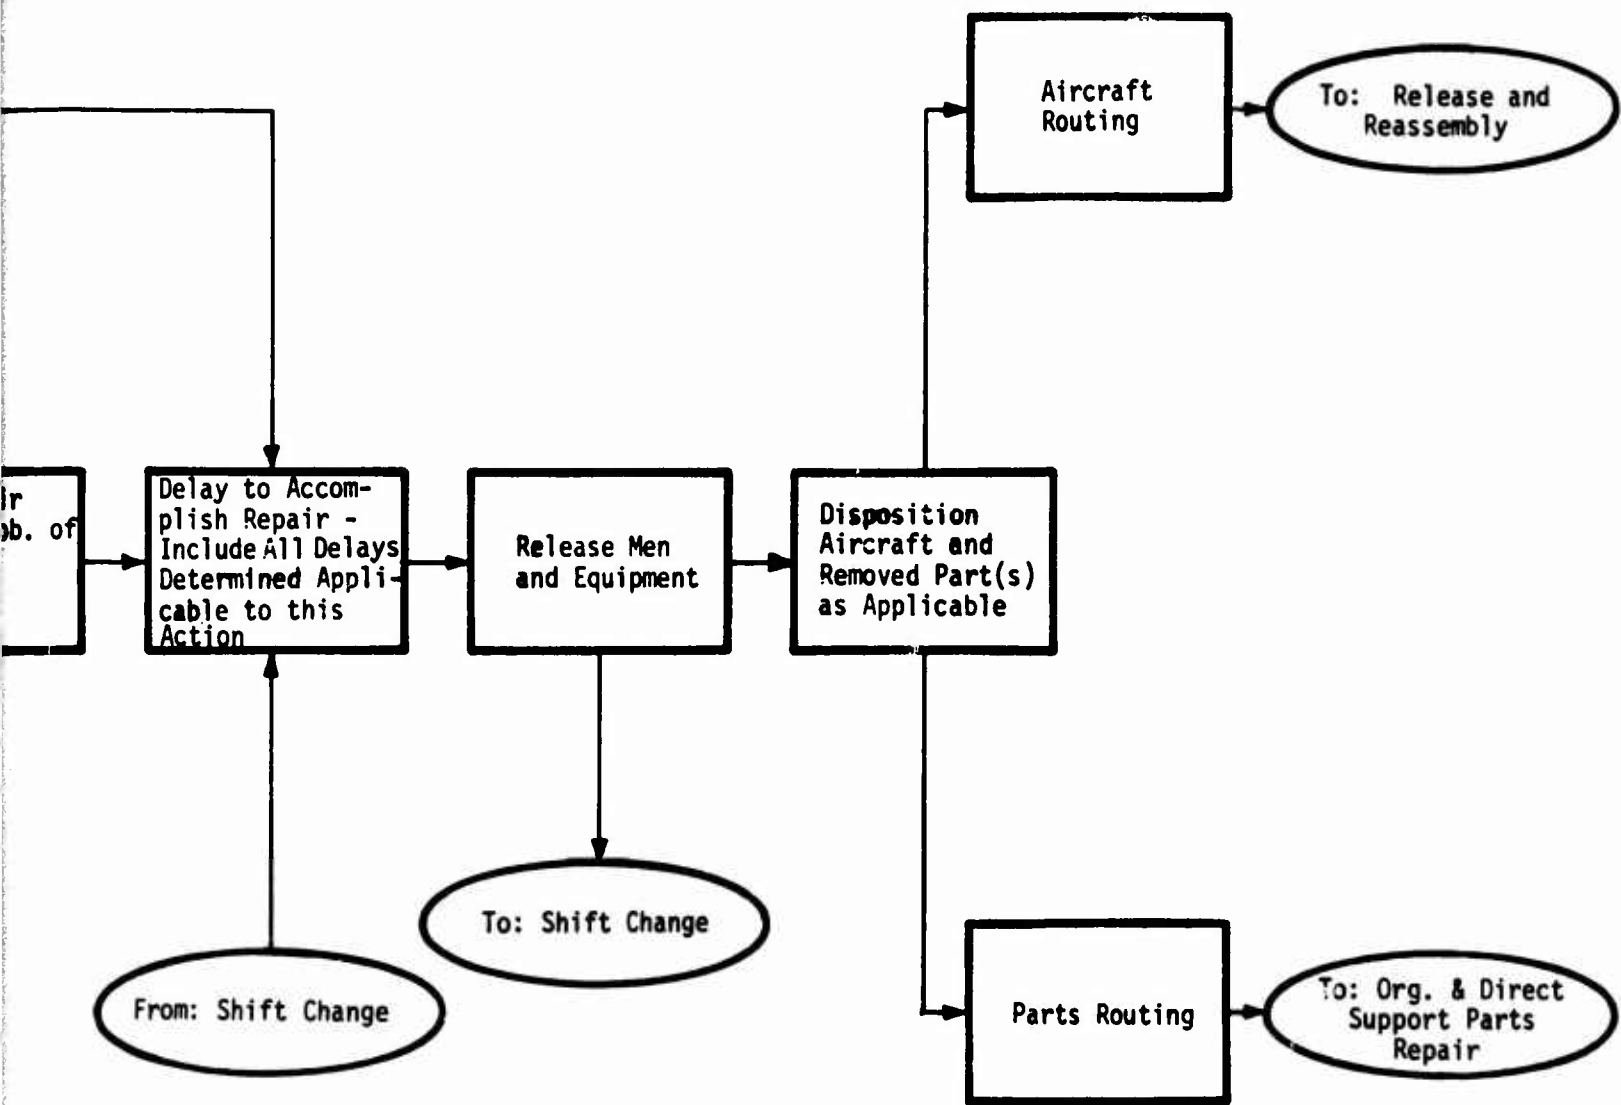 Aircraft
Routing
To: Release and
Reassembly
ob. of
Delay to Accom-
plish Repair -
Include All Delays
Determined Appli-
cable to this
Action
Release Men
and Equipment
Disposition
Aircraft and
Removed Part(s)
as Applicable
To: Shift Change
From: Shift Change
Parts Routing
To: Org. & Direct
Support Parts
Repair